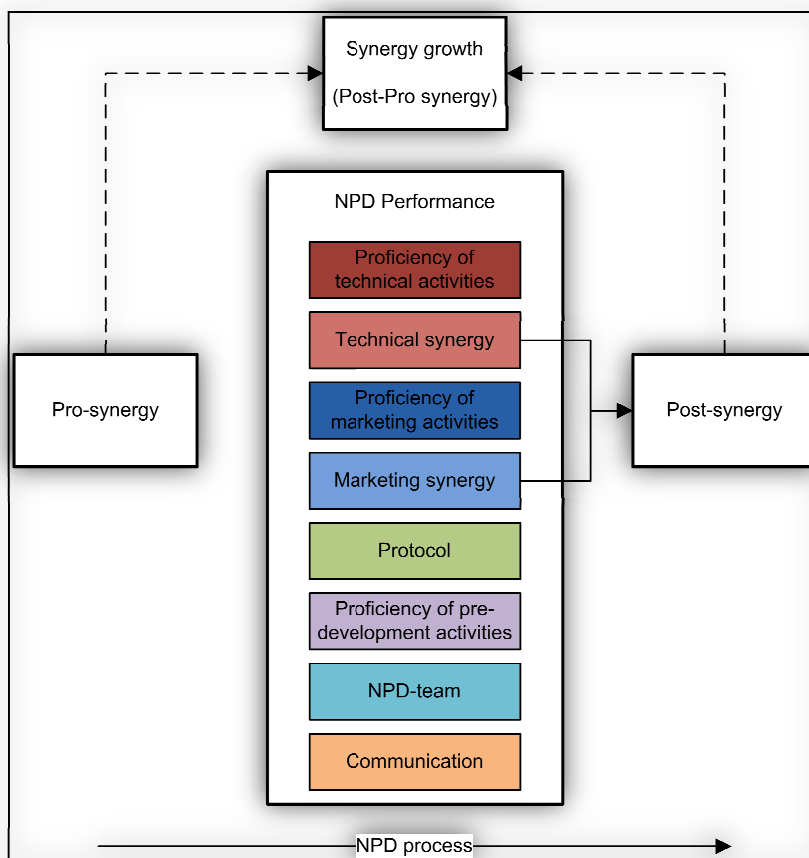 Synergy growth
(Post-Pro synergy)
NPD Performance
Proficiency of
technical activities
Technical synergy
Pro-synergy
Proficiency of
marketing activities
Post-synergy
Marketing synergy
Protocol
Proficiency of pre-
development activities
NPD-team
Communication
NPD process